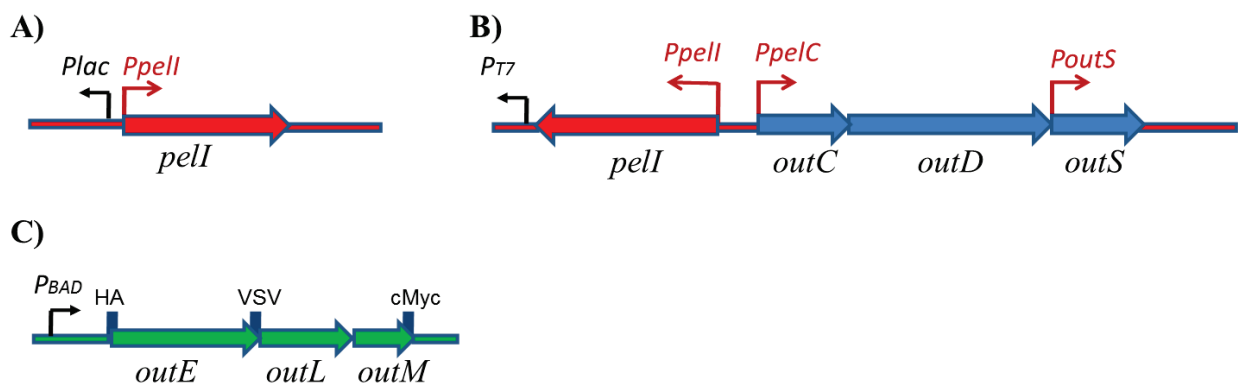 A)
Plac PpelI
pelI
B)
PT7 PpelI PpelC PoutS
pelI outC outD outS
C)
PBAD HA VSV cMyc
outE outL outM